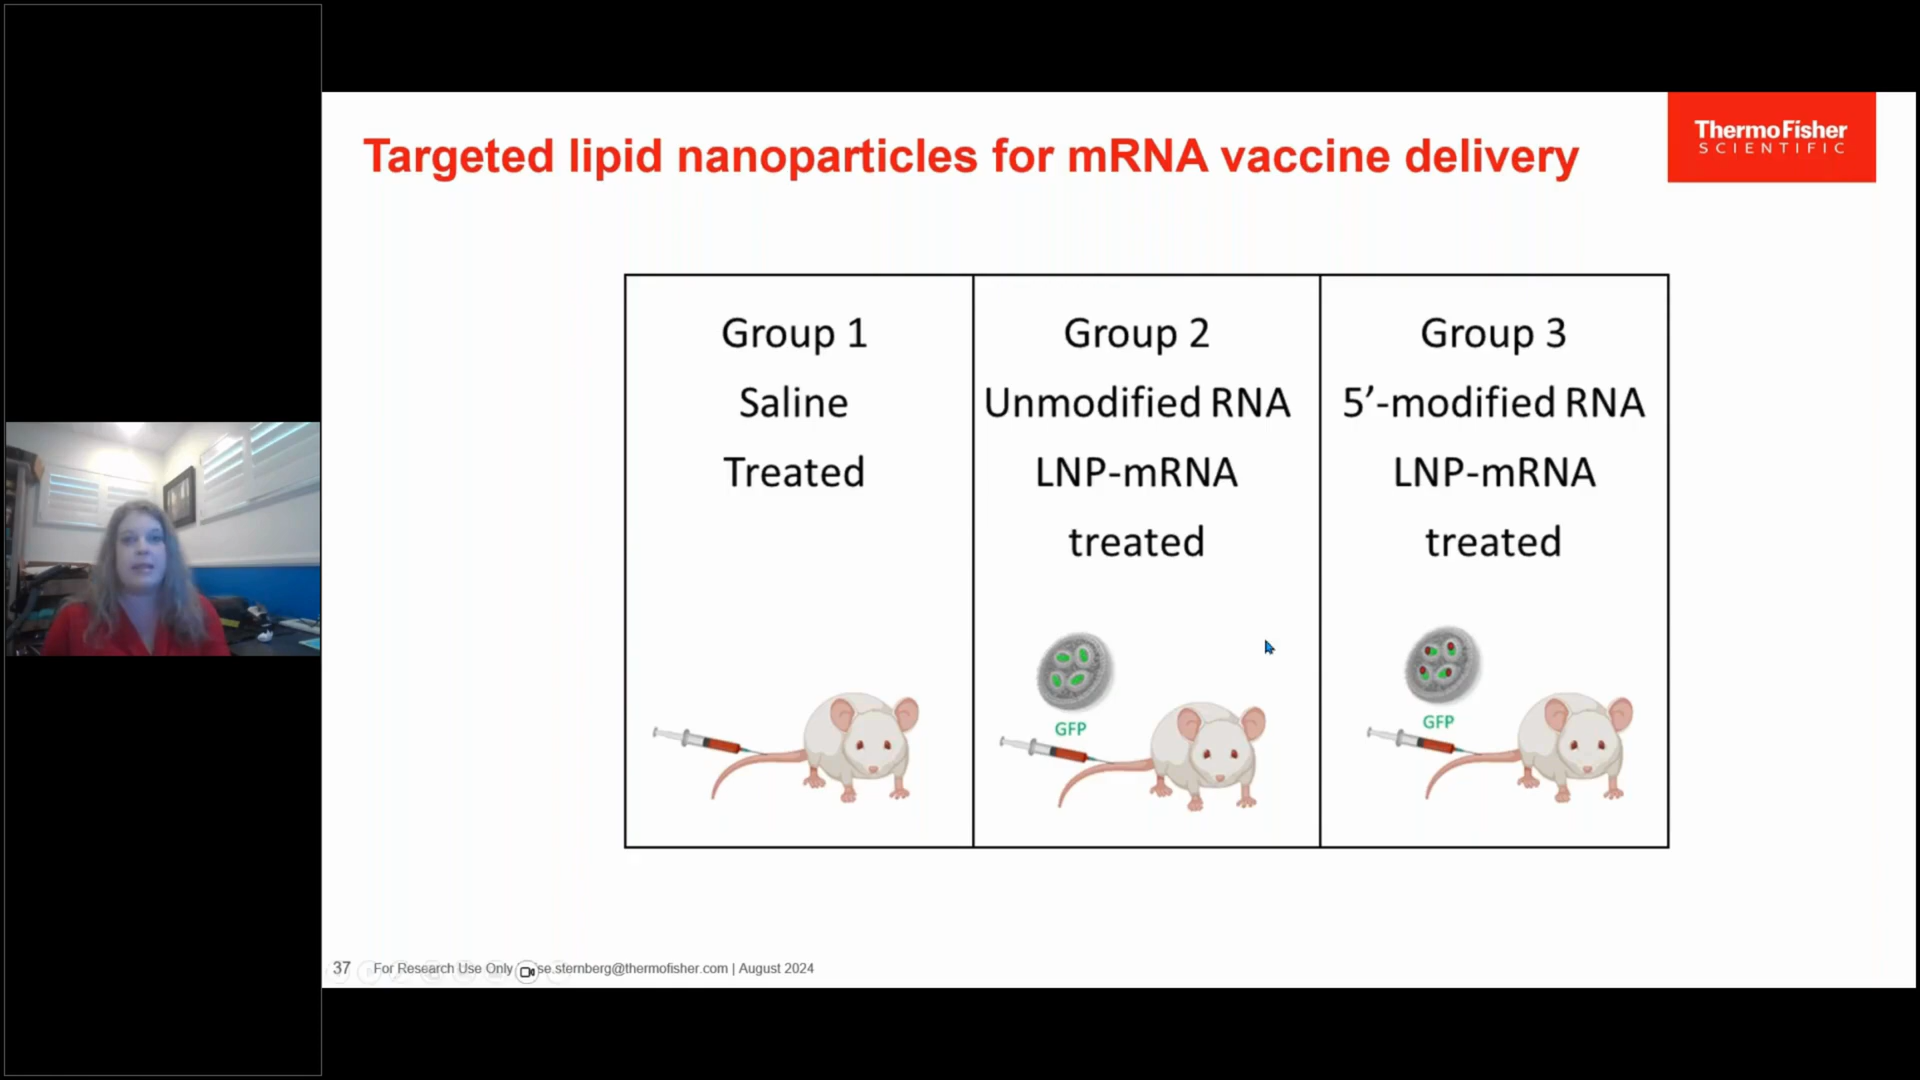 Targeted lipid nanoparticles for mRNA vaccine delivery
ThermoFisher
SCIENTIFIC
Group 1
Saline
Treated
Group 2
Unmodified RNA
LNP-mRNA
treated
GFP
Group 3
5’-modified RNA
LNP-mRNA
treated
GFP
37 For Research Use Only se.sternberg@thermofisher.com | August 2024